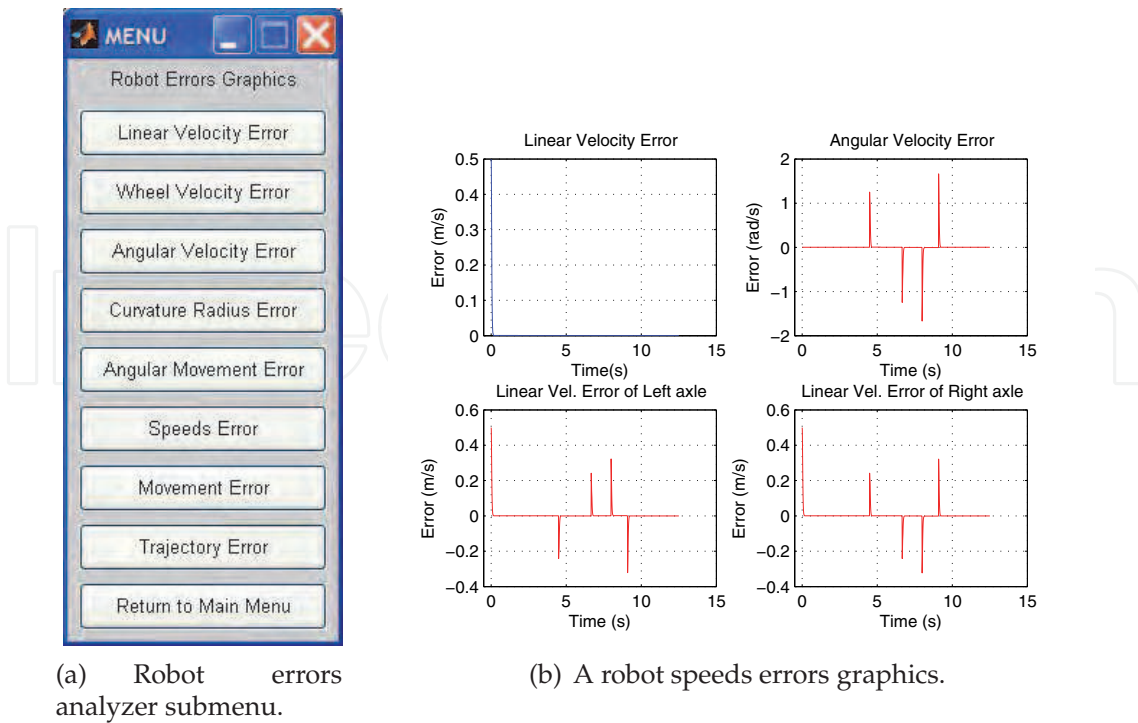 MENU
Robot Errors Graphics
Linear Velocity Error
Wheel Velocity Error
Angular Velocity Error
Curvature Radius Error
Angular Movement Error
Speeds Error
Movement Error
Trajectory Error
Return to Main Menu
(a) Robot errors
analyzer submenu.
Linear Velocity Error
Error (m/s)
0.5
0.4
0.3
0.2
0.1
0
0 5 10 15
Time(s)
Angular Velocity Error
Error (rad/s)
2
1
0
−1
−2
0 5 10 15
Time (s)
Linear Vel. Error of Left axle
Error (m/s)
0.6
0.4
0.2
0
−0.2
−0.4
0 5 10 15
Time (s)
Linear Vel. Error of Right axle
Error (m/s)
0.6
0.4
0.2
0
−0.2
−0.4
0 5 10 15
Time (s)
(b) A robot speeds errors graphics.